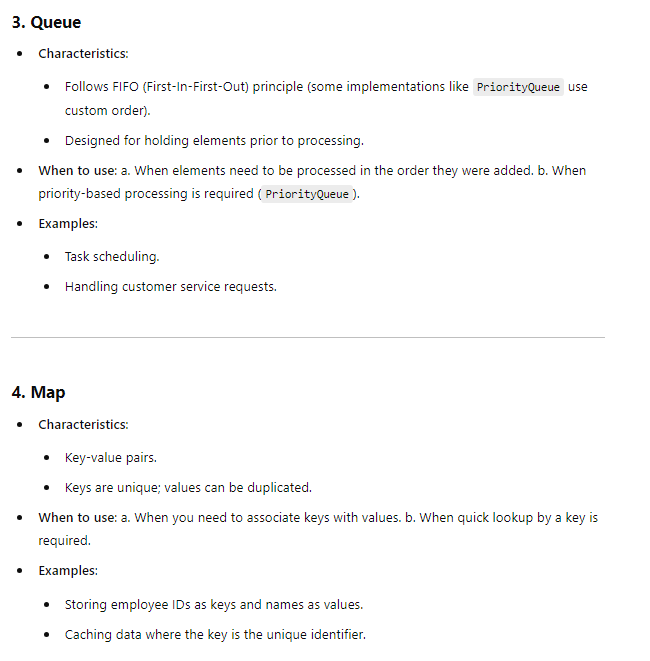 3. Queue
• Characteristics:
• Follows FIFO (First-In-First-Out) principle (some implementations like PriorityQueue use
custom order).
• Designed for holding elements prior to processing.
• When to use: a. When elements need to be processed in the order they were added. b. When
priority-based processing is required ( PriorityQueue ).
• Examples:
• Task scheduling.
• Handling customer service requests.
4. Map
• Characteristics:
• Key-value pairs.
• Keys are unique; values can be duplicated.
• When to use: a. When you need to associate keys with values. b. When quick lookup by a key is
required.
• Examples:
• Storing employee IDs as keys and names as values.
• Caching data where the key is the unique identifier.